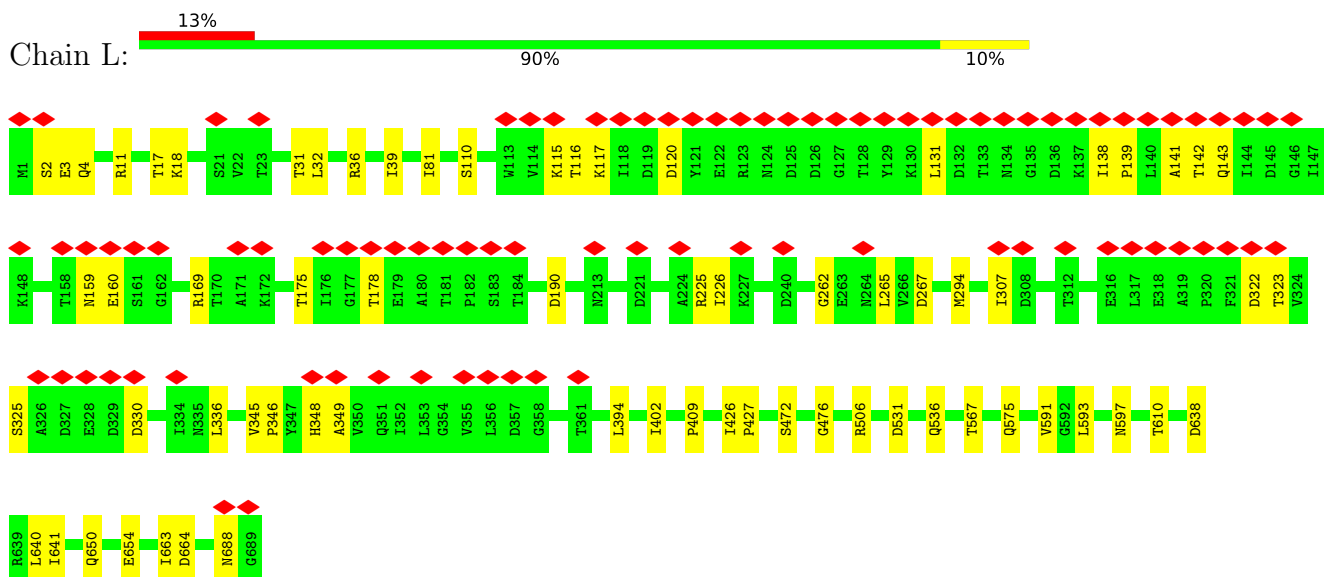 13%
Chain L:
90% 10%
M1 S2 E3 Q4 R11 T17 K18 S21 V22 T23 T31 L32 R36 I39 I81 S110 W113 V114 K115 T116 K117 I118 D119 D120 Y121 E122 R123 N124 D125 D126 G127 T128 Y129 K130 L131 D132 T133 N134 G135 D136 K137 I138 P139 L140 A141 T142 Q143 I144 D145 G146 I147
K148 T158 N159 E160 S161 G162 R169 T170 A171 K172 T175 I176 G177 T178 E179 A180 T181 P182 S183 T184 D190 N213 D221 A224 R225 I226 K227 D240 G262 E263 N264 L265 V266 D267 M294 I307 D308 T312 E316 L317 E318 A319 P320 F321 D322 T323 V324
S325 A326 D327 E328 D329 D330 I334 N335 L336 V345 P346 Y347 H348 A349 V350 Q351 I352 L353 G354 V355 L356 D357 G358 T361 L394 I402 P409 I426 P427 S472 G476 R506 D531 Q536 T567 Q575 V591 G592 L593 N597 T610 D638
R639 L640 I641 Q650 E654 I663 D664 N688 G689